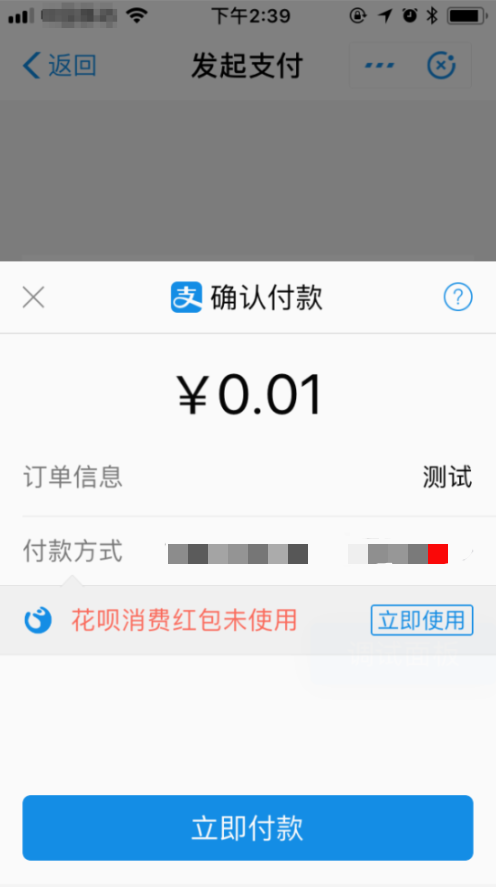 下午2:39
返回
发起支付
支 确认付款
?
￥0.01
订单信息
测试
付款方式
花呗消费红包未使用
立即使用
立即付款